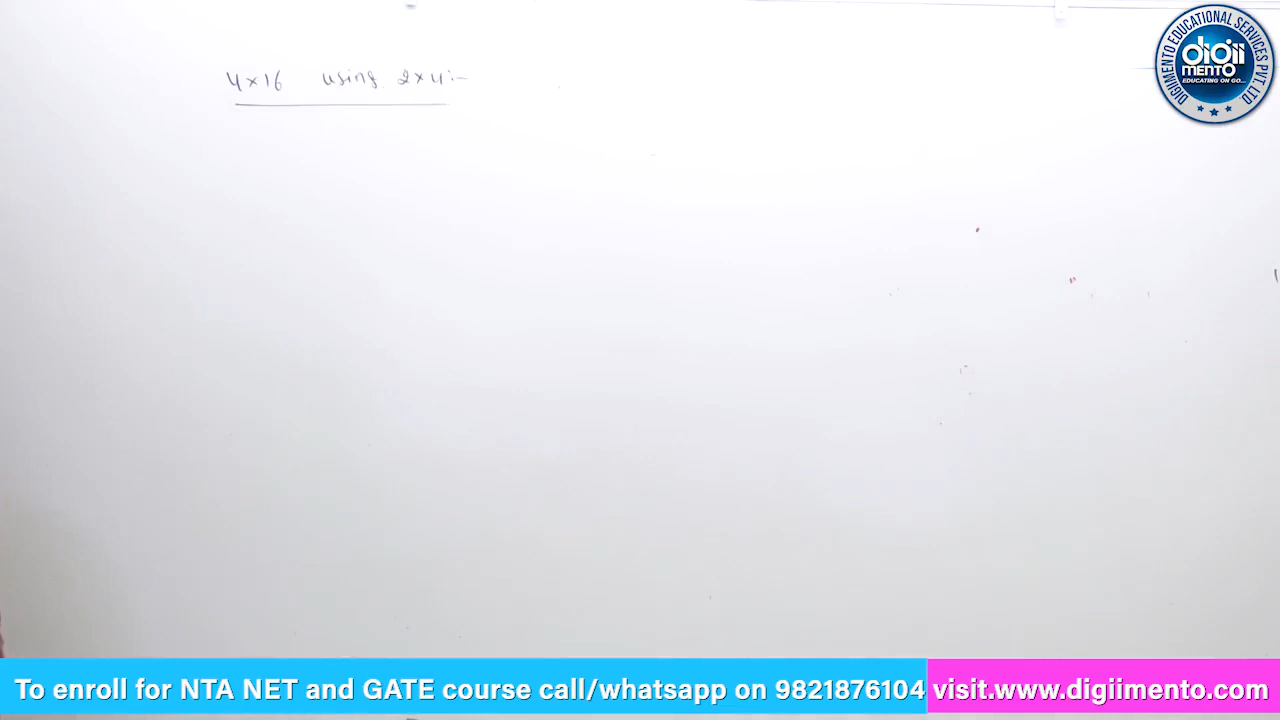 4×16 using 2×4:-
DIGIIMENTO EDUCATIONAL SERVICES PVT. LTD
digii
MENTO
EDUCATING ON GO...
To enroll for NTA NET and GATE course call/whatsapp on 9821876104 visit.www.digiimento.com